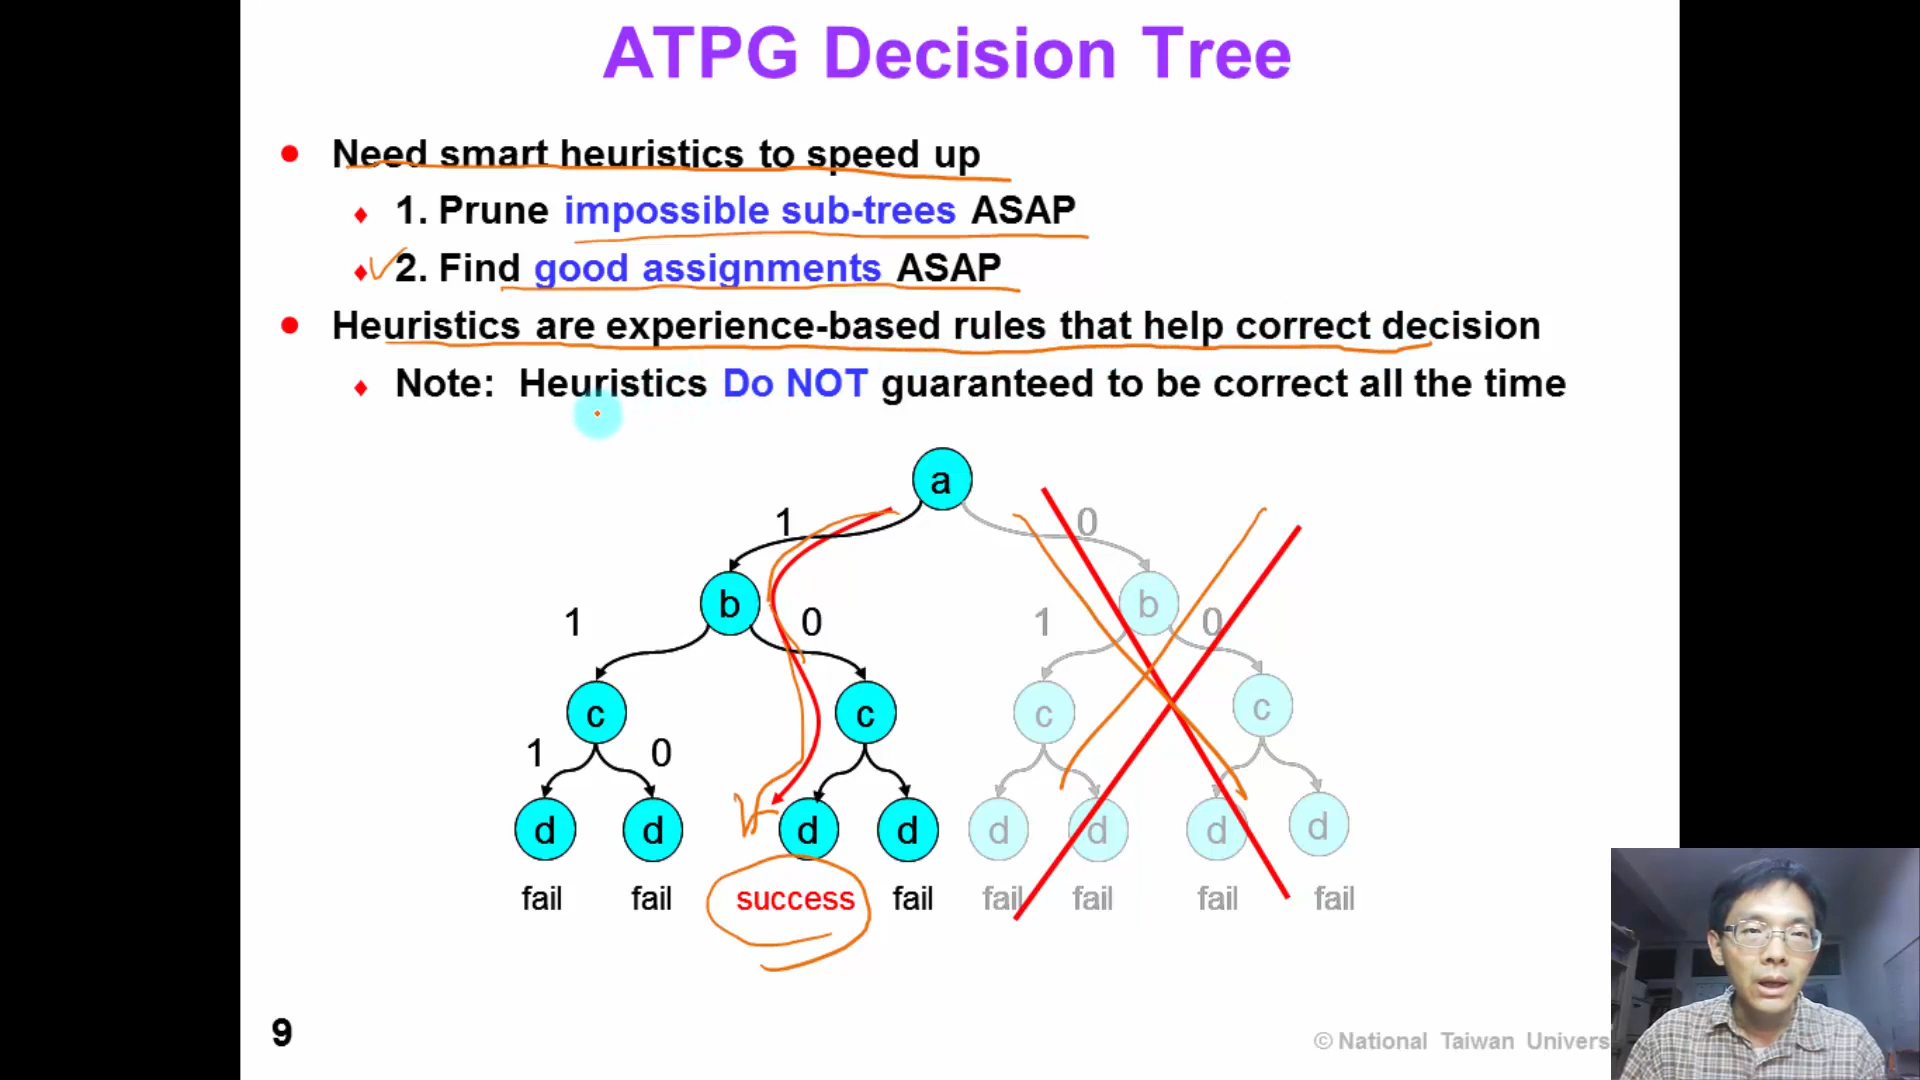 ATPG Decision Tree
Need smart heuristics to speed up
1. Prune impossible sub-trees ASAP
2. Find good assignments ASAP
Heuristics are experience-based rules that help correct decision
Note: Heuristics Do NOT guaranteed to be correct all the time
a
1 0
b b
1 0 1 0
c c c c
1 0
d d d d d d d d
fail fail success fail fail fail fail fail
9
© National Taiwan Univers